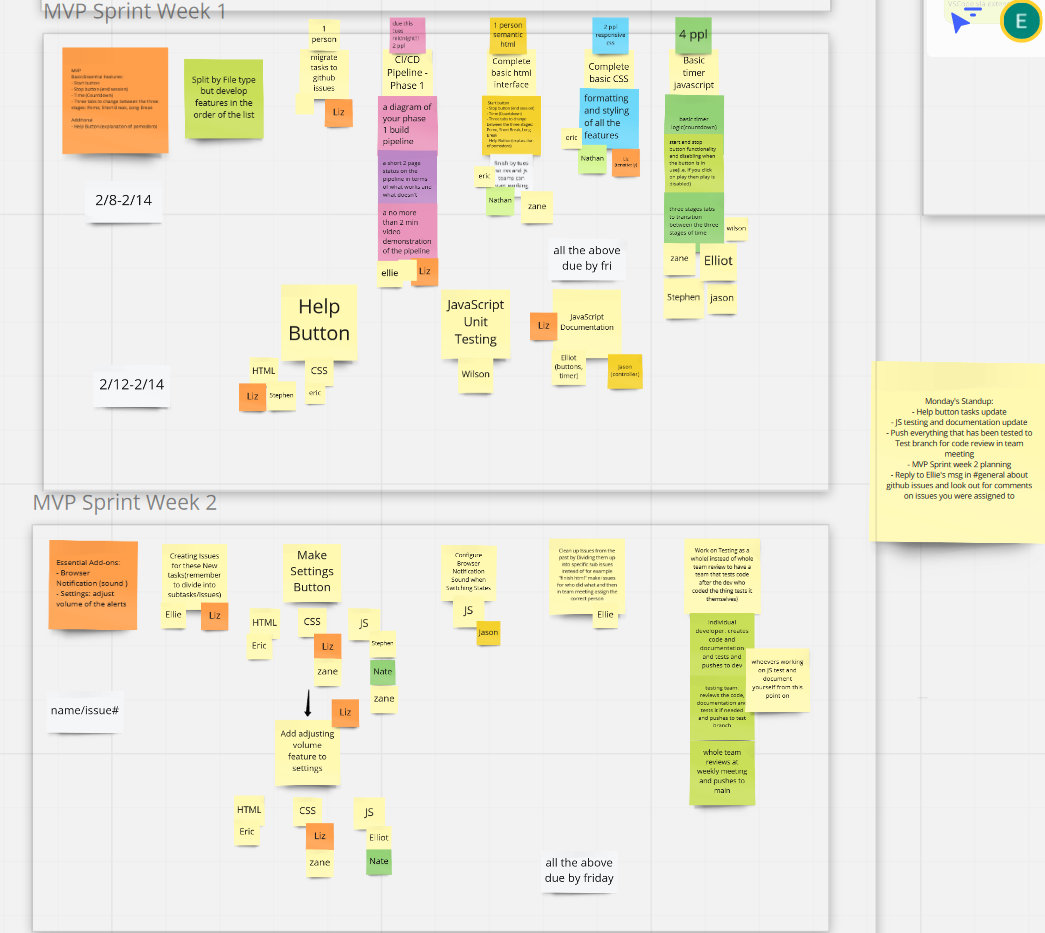 MVP Sprint Week 1
MVP
Basic/Essential Features:
- Start button
- Stop button (end session)
- Time (Countdown)
- Three tabs to change between the three
stages: Pomo, Short Break, Long Break
Additional
- Help Button (explanation of pomodoro)
Split by File type
but develop
features in the
order of the list
1
person
migrate
tasks to
github
issues
Liz
due this
tues
midnight!!
2 ppl
CI/CD
Pipeline -
Phase 1
a diagram of
your phase
1 build
pipeline
a short 2 page
status on the
pipeline in terms
of what works and
what doesn't
a no more
than 2 min
video
demonstration
of the pipeline
ellie
Liz
1 person
semantic
html
Complete
basic html
interface
Start button
- Stop button (end session)
- Time (Countdown)
- Three tabs to change
between the three stages:
Pomo, Short Break, Long
Break
- Help Button (explanation
of pomodoro)
finish by tues
so css and js
teams can
start working
eric
Nathan
zane
2 ppl
responsive
css
Complete
basic CSS
formatting
and styling
of all the
features
eric
Nathan
Liz
(iterative js)
4 ppl
Basic
timer
javascript
basic timer
logic(countdown)
start and stop
button functionality
and disabling when
the button is in
use(i.e. if you click
on play then play is
disabled)
three stages tabs
to transition
between the three
stages of time
wilson
zane
Elliot
Stephen
jason
2/8-2/14
all the above
due by fri
Help
Button
HTML
CSS
Liz
Stephen
eric
JavaScript
Unit
Testing
Wilson
Liz
JavaScript
Documentation
Elliot
(buttons,
timer)
Jason
(controller)
2/12-2/14
Monday's Standup:
- Help button tasks update
- JS testing and documentation update
- Push everything that has been tested to
Test branch for code review in team
meeting
- MVP Sprint week 2 planning
- Reply to Ellie's msg in #general about
github issues and look out for comments
on issues you were assigned to
E
MVP Sprint Week 2
Essential Add-ons:
- Browser
Notification (sound )
- Settings: adjust
volume of the alerts
Creating Issues
for these New
tasks(remember
to divide into
subtasks/issues)
Ellie
Liz
Make
Settings
Button
HTML
CSS
JS
Eric
Liz
zane
Stephen
Nate
zane
Liz
Add adjusting
volume
feature to
settings
HTML
CSS
JS
Eric
Liz
zane
Elliot
Nate
Configure
Browser
Notification
Sound when
Switching States
JS
Jason
Clean up issues from the
past by Dividing them up
into specific sub issues
instead of for example
"finish html" make issues
for who did what and then
in team meeting assign the
correct person
Ellie
Work on Testing as a
whole( instead of whole
team review to have a
team that tests code
after the dev who
coded the thing tests it
themselves)
individual
developer: creates
code and
documentation
and tests and
pushes to dev
whoevers working
on JS test and
document
yourself from this
point on
testing team
reviews the code,
documentation and
tests it if needed
and pushes to test
branch
whole team
reviews at
weekly meeting
and pushes to
main
name/issue#
all the above
due by friday